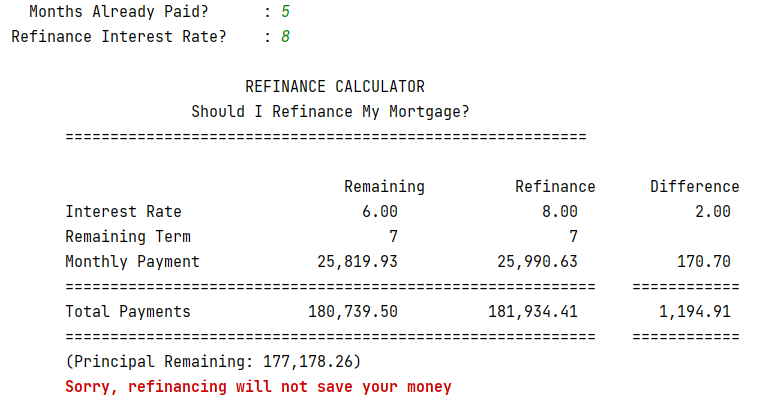 Months Already Paid? : 5
Refinance Interest Rate? : 8
REFINANCE CALCULATOR
Should I Refinance My Mortgage?
==========================================================
Remaining Refinance Difference
Interest Rate 6.00 8.00 2.00
Remaining Term 7 7
Monthly Payment 25,819.93 25,990.63 170.70
=========================================================== ============
Total Payments 180,739.50 181,934.41 1,194.91
=========================================================== ============
(Principal Remaining: 177,178.26)
Sorry, refinancing will not save your money